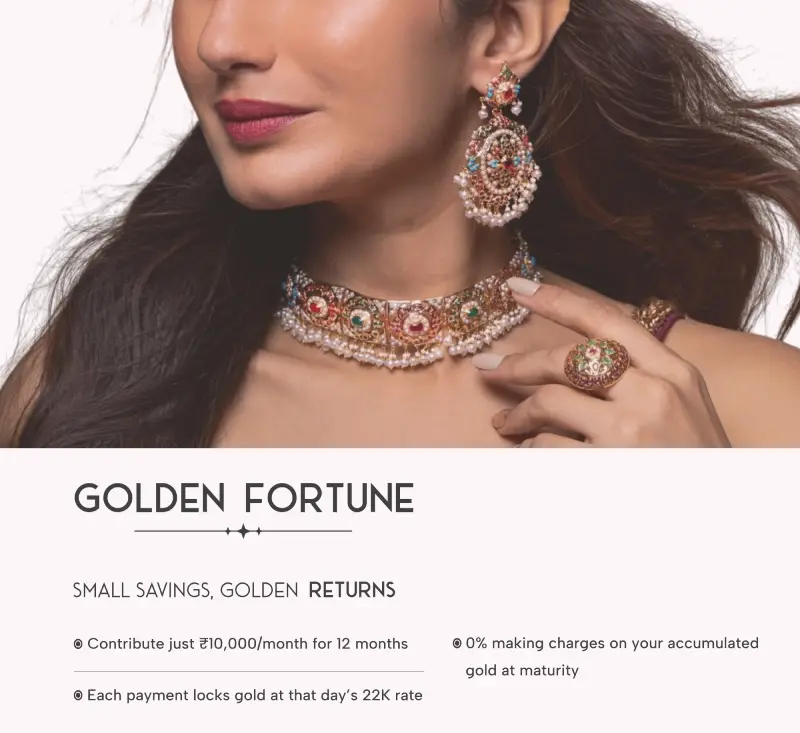 GOLDEN FORTUNE
SMALL SAVINGS, GOLDEN RETURNS
Contribute just ₹10,000/month for 12 months
Each payment locks gold at that day's 22K rate
0% making charges on your accumulated
gold at maturity